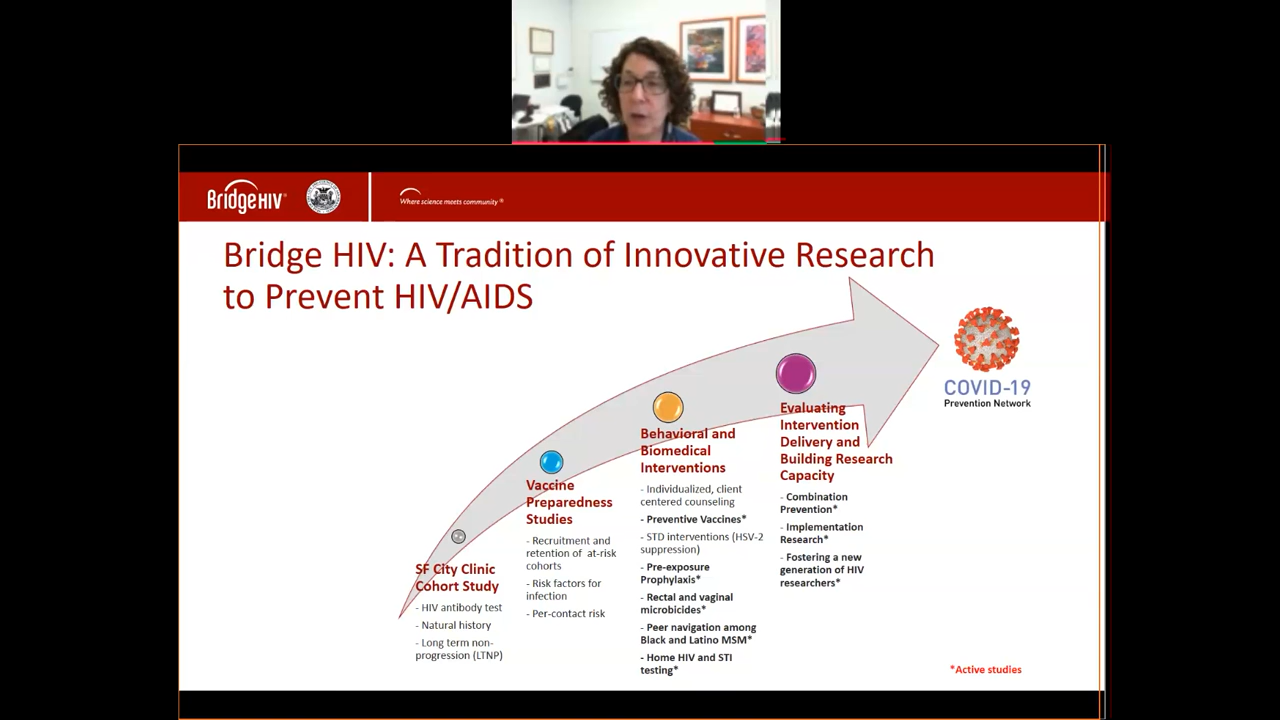 BRIDGE HIV®
Where science meets community®
Bridge HIV: A Tradition of Innovative Research
to Prevent HIV/AIDS
COVID-19
Prevention Network
Evaluating
Intervention
Delivery and
Building Research
Capacity
- Combination
Prevention*
- Implementation
Research*
- Fostering a new
generation of HIV
researchers*
Behavioral and
Biomedical
Interventions
- Individualized, client
centered counseling
- Preventive Vaccines*
- STD interventions (HSV-2
suppression)
- Pre-exposure
Prophylaxis*
- Rectal and vaginal
microbicides*
- Peer navigation among
Black and Latino MSM*
- Home HIV and STI
testing*
Vaccine
Preparedness
Studies
- Recruitment and
retention of at-risk
cohorts
- Risk factors for
infection
- Per-contact risk
SF City Clinic
Cohort Study
- HIV antibody test
- Natural history
- Long term non-
progression (LTNP)
*Active studies